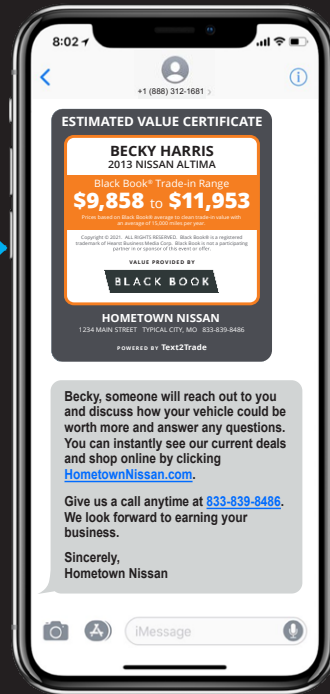 8:02
+1 (888) 312-1681
ESTIMATED VALUE CERTIFICATE
BECKY HARRIS
2013 NISSAN ALTIMA
Black Book® Trade-in Range
$9,858 to $11,953
Prices based on Black Book® average to clean trade-in value with
an average of 15,000 miles per year.
Copyright © 2021. ALL RIGHTS RESERVED. Black Book® is a registered
trademark of Hearst Business Media Corp. Black Book is not a participating
partner in or sponsor of this event or offer.
VALUE PROVIDED BY
BLACK BOOK
HOMETOWN NISSAN
1234 MAIN STREET TYPICAL CITY, MO 833-839-8486
POWERED BY Text2Trade
Becky, someone will reach out to you
and discuss how your vehicle could be
worth more and answer any questions.
You can instantly see our current deals
and shop online by clicking
HometownNissan.com.
Give us a call anytime at 833-839-8486.
We look forward to earning your
business.
Sincerely,
Hometown Nissan
iMessage